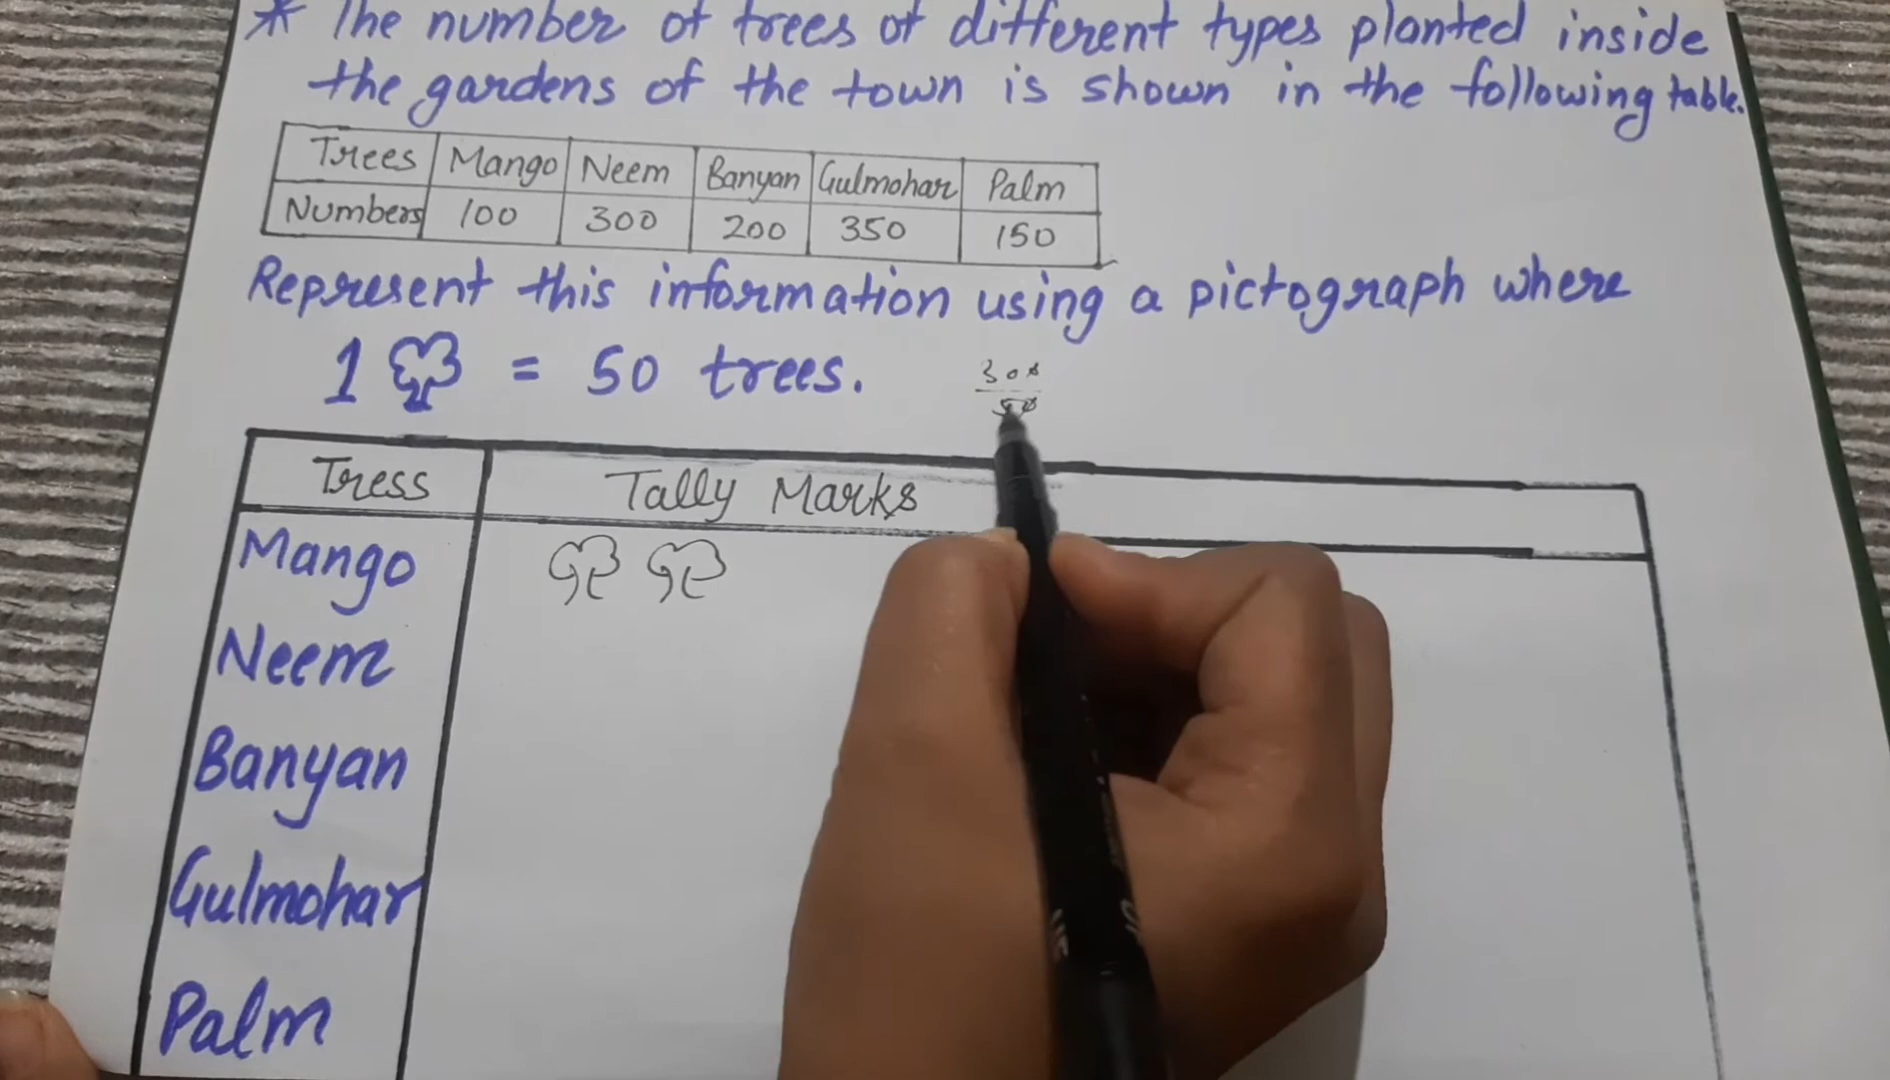 * The number of trees of different types planted inside
the gardens of the town is shown in the following table.
Trees Mango Neem Banyan Gulmohar Palm
Numbers 100 300 200 350 150
Represent this information using a pictograph where
1 = 50 trees.
300
50
Tress Tally Marks
Mango
Neem
Banyan
Gulmohar
Palm